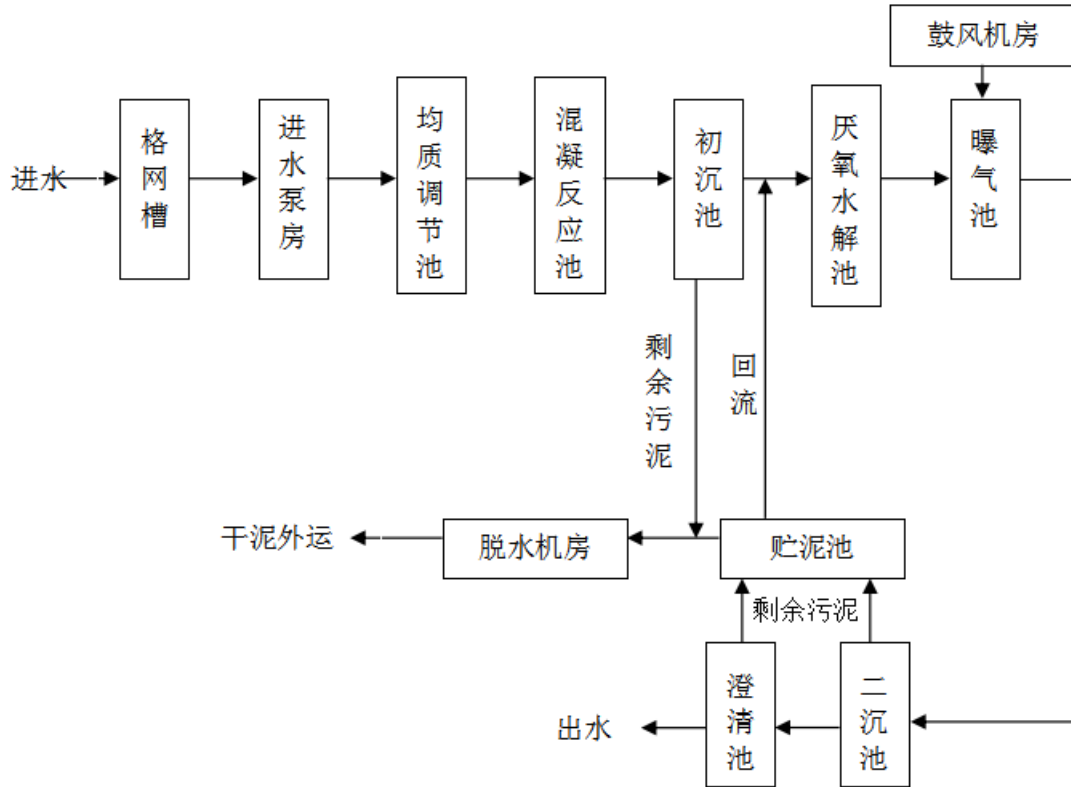 鼓风机房
进水
格网槽
进水泵房
均质调节池
混凝反应池
初沉池
厌氧水解池
曝气池
剩余污泥
回流
干泥外运
脱水机房
贮泥池
剩余污泥
出水
澄清池
二沉池